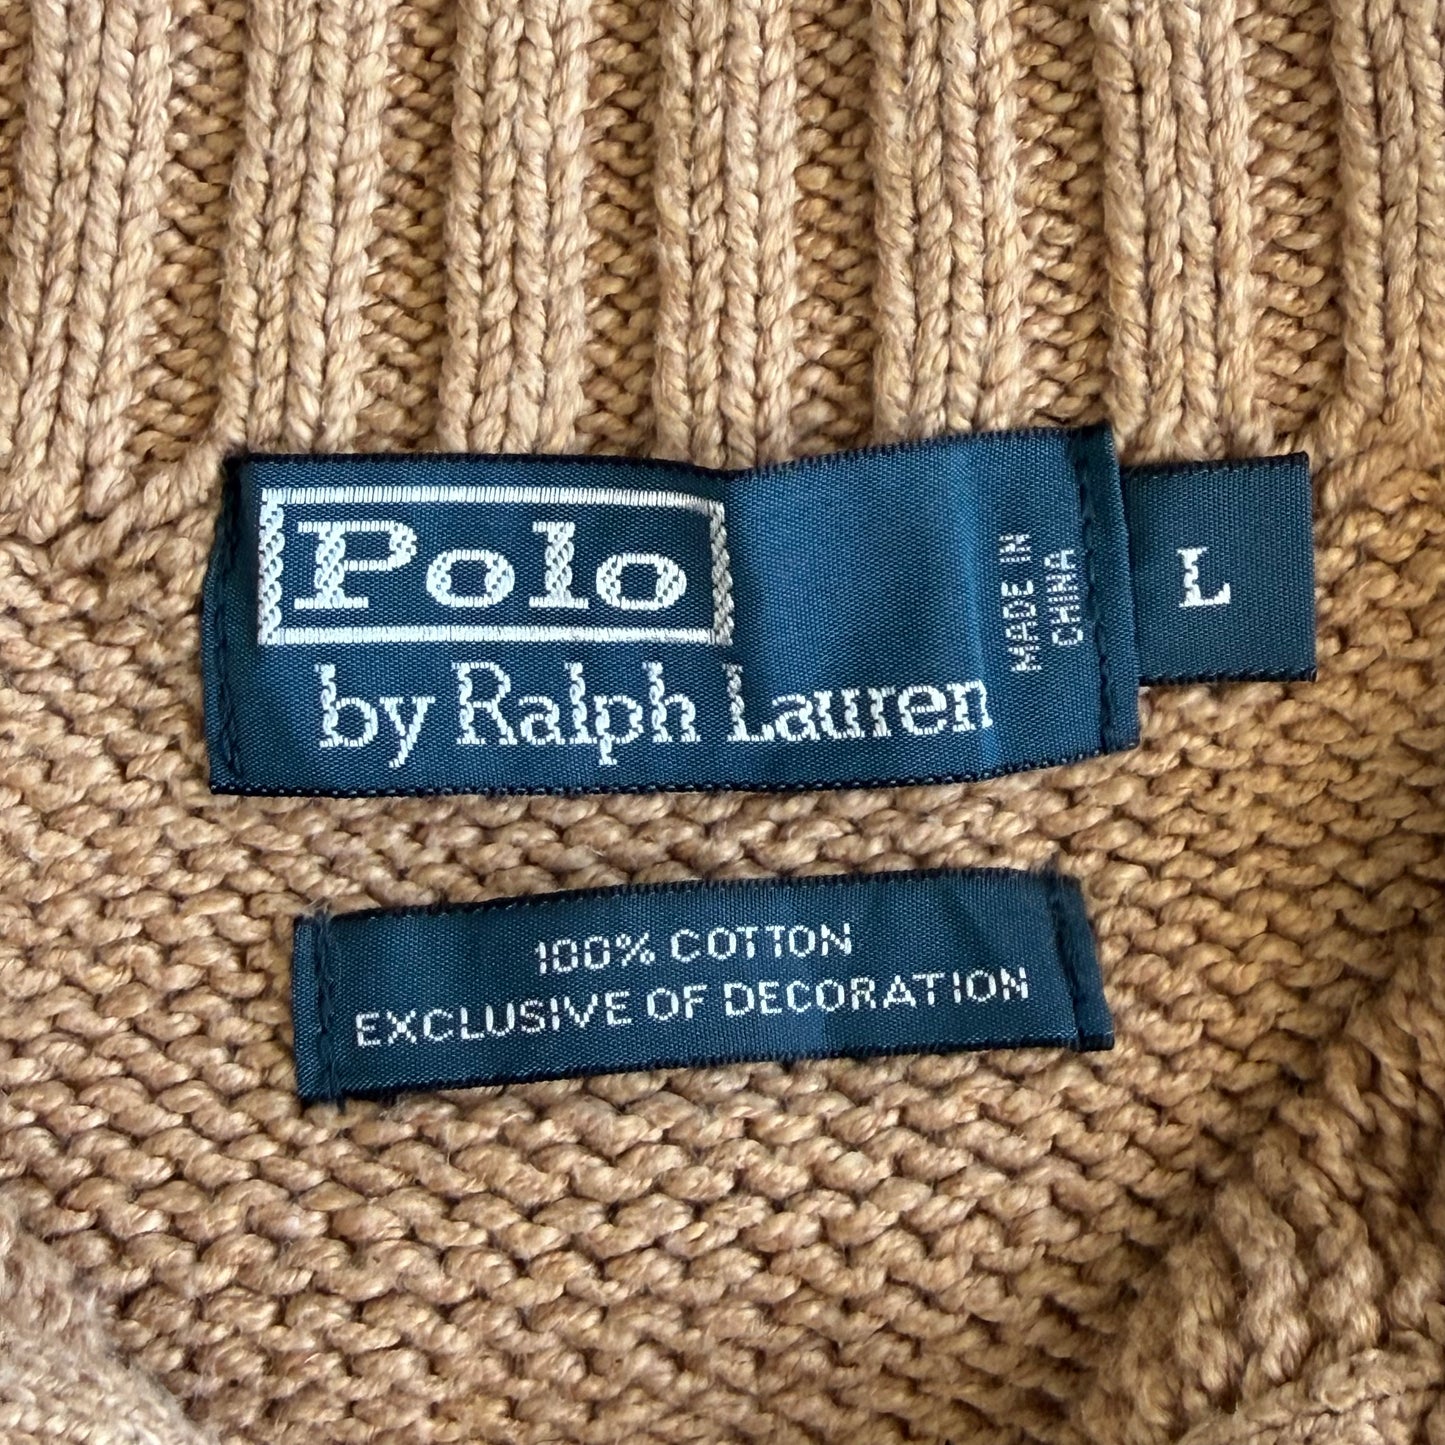 Polo
by Ralph Lauren
MADE IN
CHINA
L
100% COTTON
EXCLUSIVE OF DECORATION